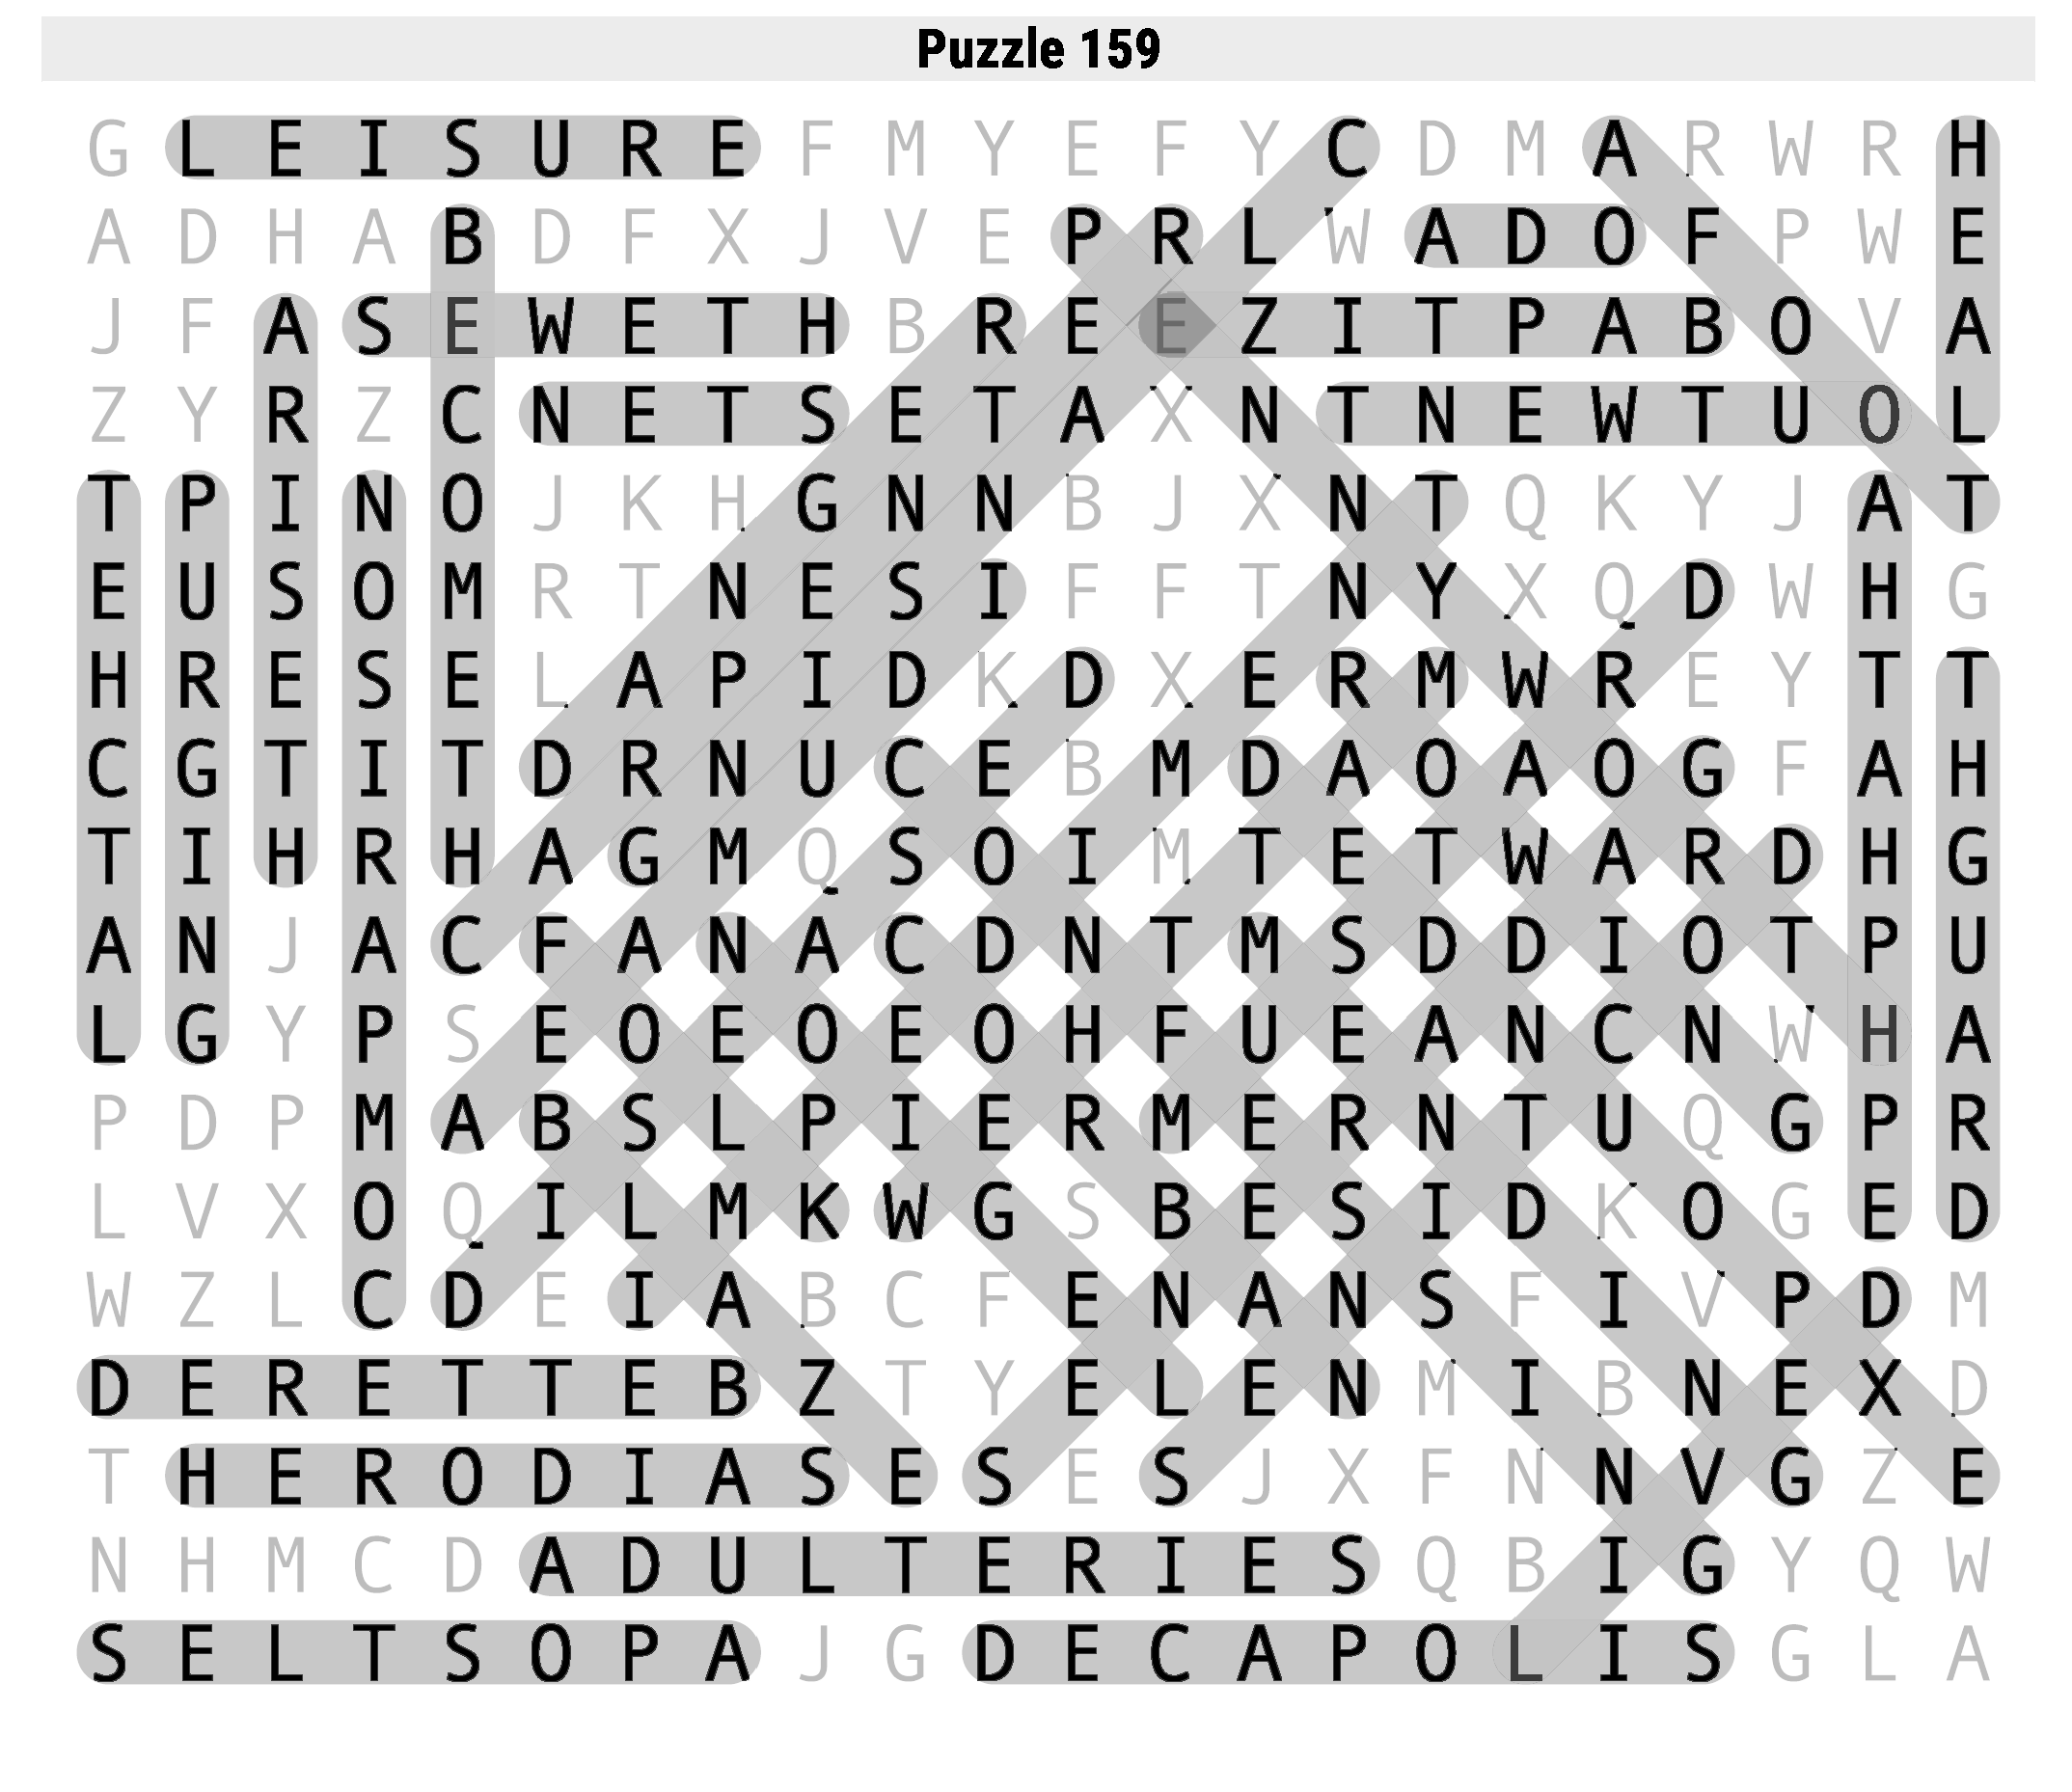 Puzzle 159
G L E I S U R E F M Y E F Y C D M A R W R H
A D H A B D F X J V E P R L W A D O F P W E
J F A S E W E T H B R E E Z I T P A B O V A
Z Y R Z C N E T S E T A X N T N E W T U O L
T P I N O J K H G N N B J X N T Q K Y J A T
E U S O M R T N E S I F F T N Y X Q D W H G
H R E S E L A P I D K D X E R M W R E Y T T
C G T I T D R N U C E B M D A O A O G F A H
T I H R H A G M Q S O I M T E T W A R D H G
A N J A C F A N A C D N T M S D D I O T P U
L G Y P S E O E O E O H F U E A N C N W H A
P D P M A B S L P I E R M E R N T U Q G P R
L V X O Q I L M K W G S B E S I D K O G E D
W Z L C D E I A B C F E N A N S F I V P D M
D E R E T T E B Z T Y E L E N M I B N E X D
T H E R O D I A S E S E S J X F N N V G Z E
N H M C D A D U L T E R I E S Q B I G Y Q W
S E L T S O P A J G D E C A P O L I S G L A